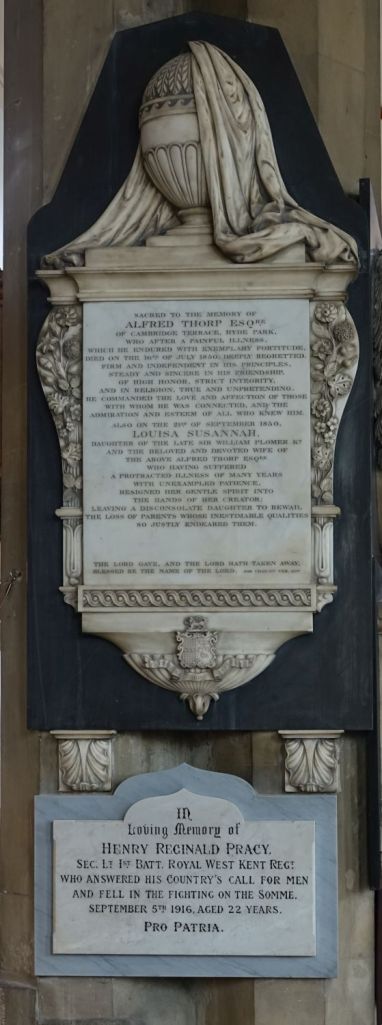 SACRED TO THE MEMORY OF
ALFRED THORP ESQRE
OF CAMBRIDGE TERRACE, HYDE PARK,
WHO AFTER A PAINFUL ILLNESS,
WHICH HE ENDURED WITH EXEMPLARY FORTITUDE,
DIED ON THE 10TH OF JULY 1840; DEEPLY REGRETTED.
FIRM AND INDEPENDENT IN HIS PRINCIPLES,
STEADY AND SINCERE IN HIS FRIENDSHIP,
OF HIGH HONOR, STRICT INTEGRITY,
AND IN RELIGION, TRUE AND UNPRETENDING.
HE COMMANDED THE LOVE AND AFFECTION OF THOSE
WITH WHOM HE WAS CONNECTED, AND THE
ADMIRATION AND ESTEEM OF ALL WHO KNEW HIM.
ALSO ON THE 21ST OF SEPTEMBER 1840,
LOUISA SUSANNAH,
DAUGHTER OF THE LATE SIR WILLIAM PLOMER KT
AND THE BELOVED AND DEVOTED WIFE OF
THE ABOVE ALFRED THORP ESQRE
WHO HAVING SUFFERED
A PROTRACTED ILLNESS OF MANY YEARS
WITH UNEXAMPLED PATIENCE,
RESIGNED HER GENTLE SPIRIT INTO
THE HANDS OF HER CREATOR;
LEAVING A DISCONSOLATE DAUGHTER TO BEWAIL
THE LOSS OF PARENTS WHOSE INESTIMABLE QUALITIES
SO JUSTLY ENDEARED THEM.
THE LORD GAVE, AND THE LORD HATH TAKEN AWAY,
BLESSED BE THE NAME OF THE LORD.
IN
Loving Memory of
HENRY REGINALD PRACY.
SEC. LT. 1ST BATT. ROYAL WEST KENT REGT.
WHO ANSWERED HIS COUNTRY'S CALL FOR MEN
AND FELL IN THE FIGHTING ON THE SOMME.
SEPTEMBER 5TH 1916, AGED 22 YEARS.
PRO PATRIA.